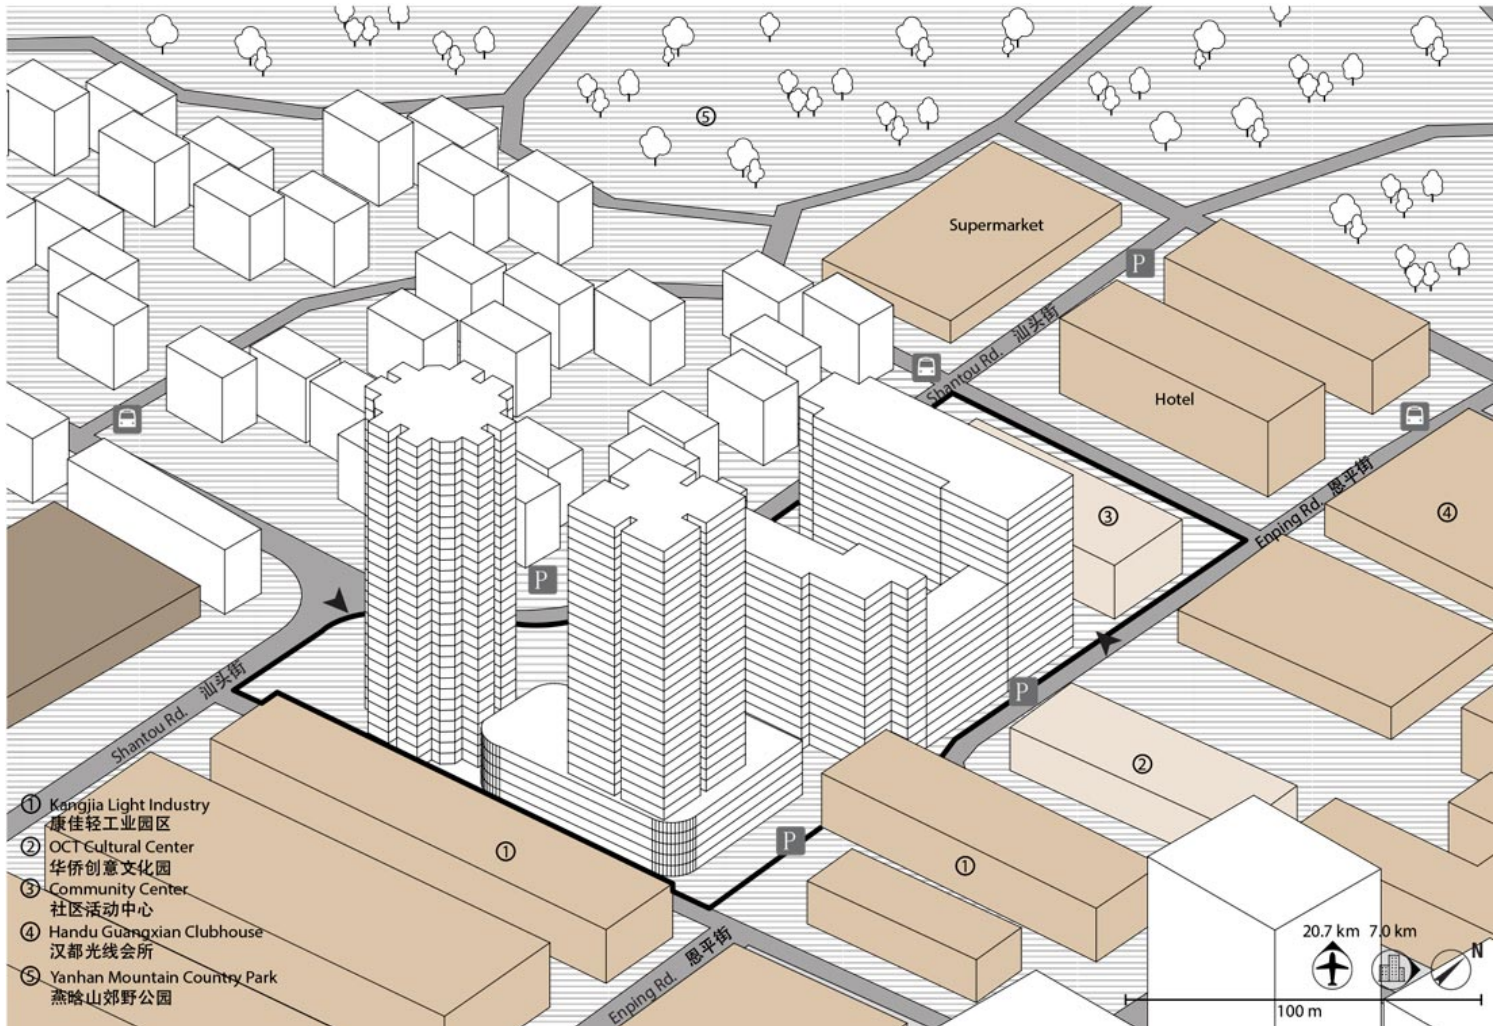 ⑤
Supermarket
P
Shantou Rd. 汕头街
Hotel
③
④
Enping Rd. 恩平街
P
P
②
Shantou Rd. 汕头街
① Kangjia Light Industry
康佳轻工业园区
② OCT Cultural Center
华侨创意文化园
③ Community Center
社区活动中心
④ Handu Guangxian Clubhouse
汉都光线会所
⑤ Yanhan Mountain Country Park
燕晗山郊野公园
①
P
①
Enping Rd. 恩平街
20.7 km 7.0 km
N
100 m